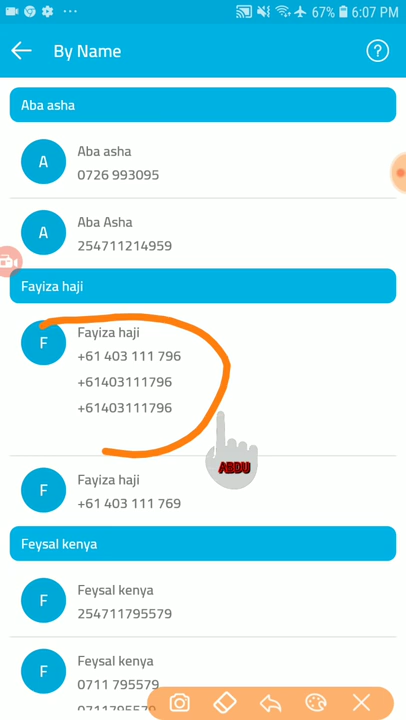 67% 6:07 PM
By Name
?
Aba asha
A
Aba asha
0726 993095
A
Aba Asha
254711214959
Fayiza haji
F
Fayiza haji
+61 403 111 796
+61403111796
+61403111796
ABDU
F
Fayiza haji
+61 403 111 769
Feysal kenya
F
Feysal kenya
254711795579
F
Feysal kenya
0711 795579
0711795579